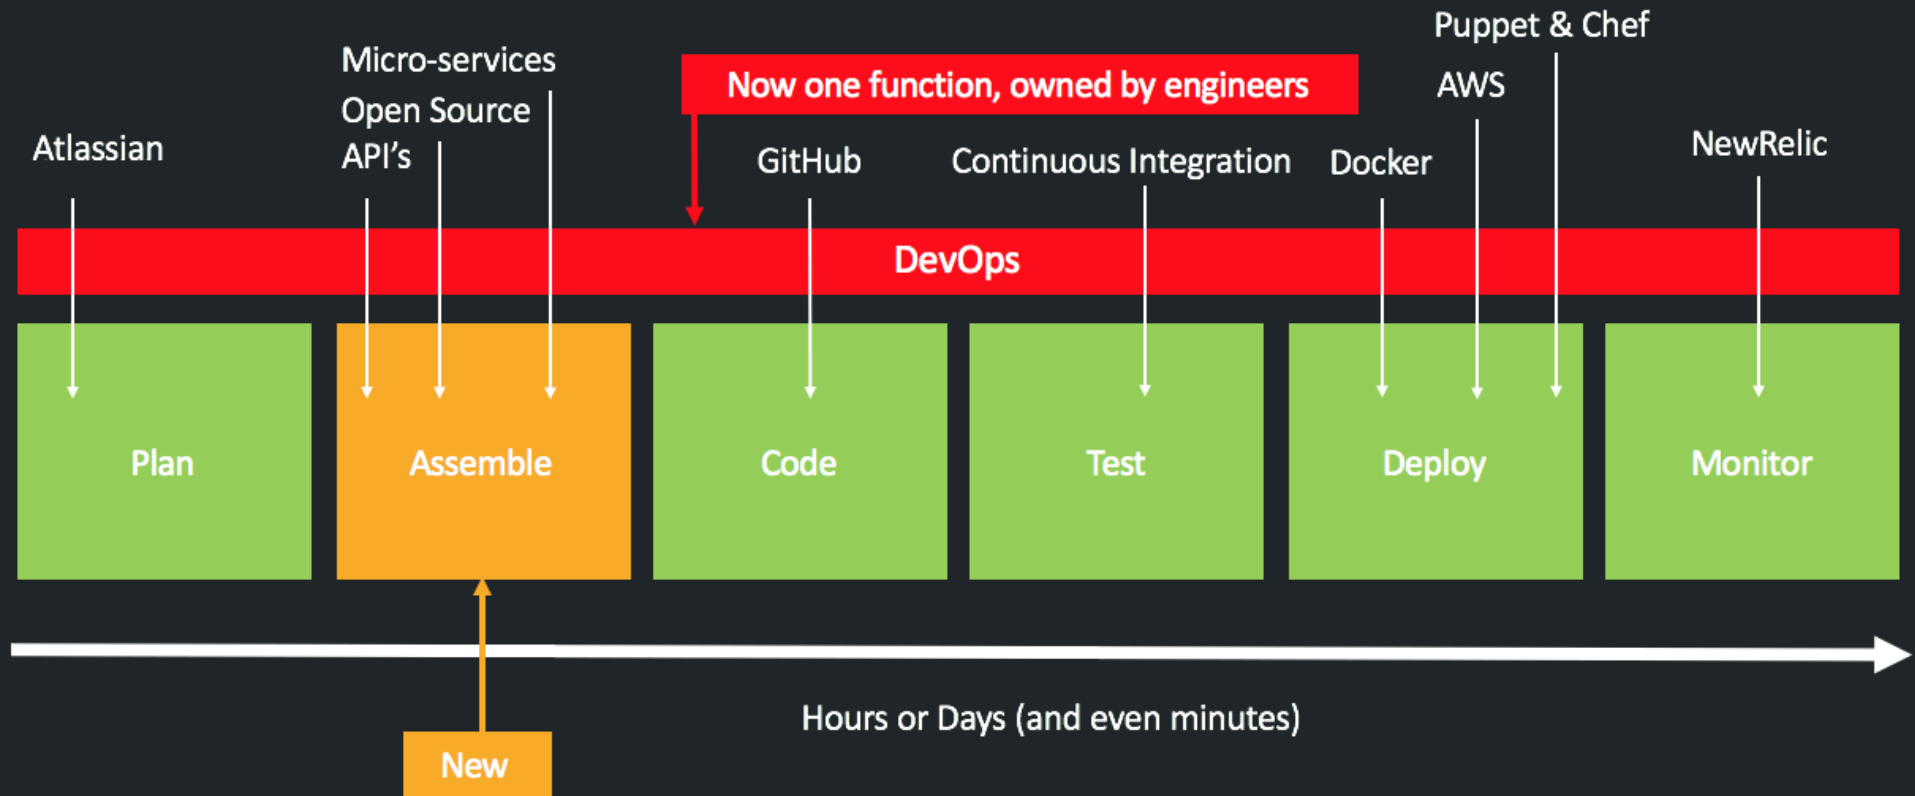 Puppet & Chef
Micro-services
Now one function, owned by engineers
AWS
Open Source
Atlassian
API's
GitHub
Continuous Integration
Docker
NewRelic
DevOps
Plan
Assemble
Code
Test
Deploy
Monitor
Hours or Days (and even minutes)
New